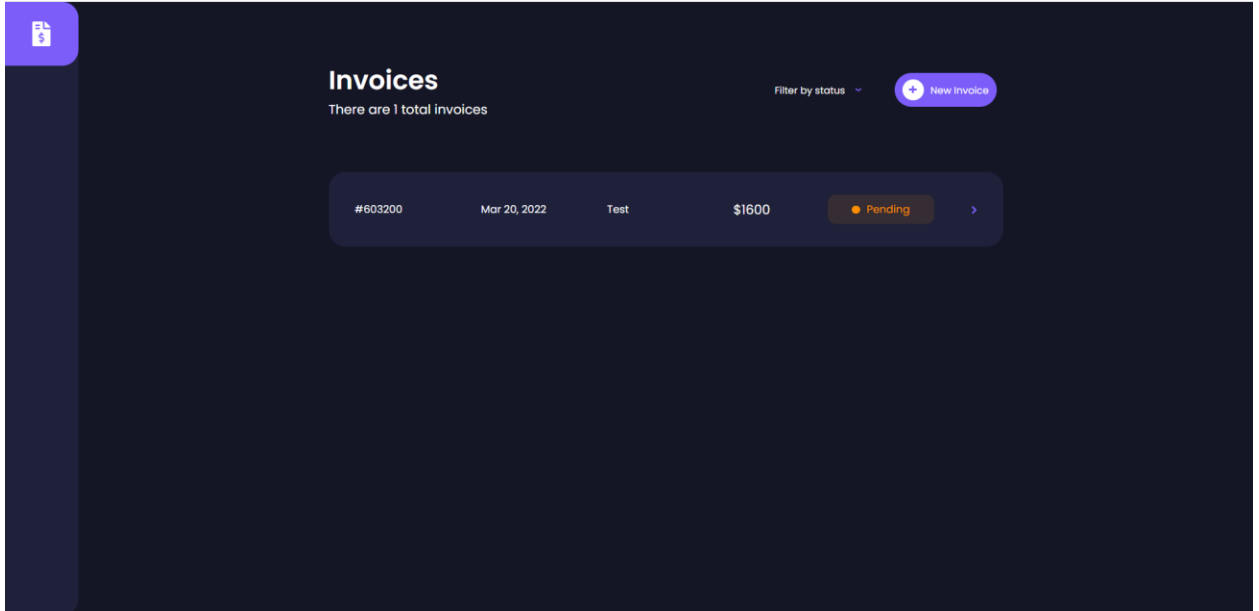 Invoices
There are 1 total invoices
Filter by status
New Invoice
#603200 Mar 20, 2022 Test $1600 Pending